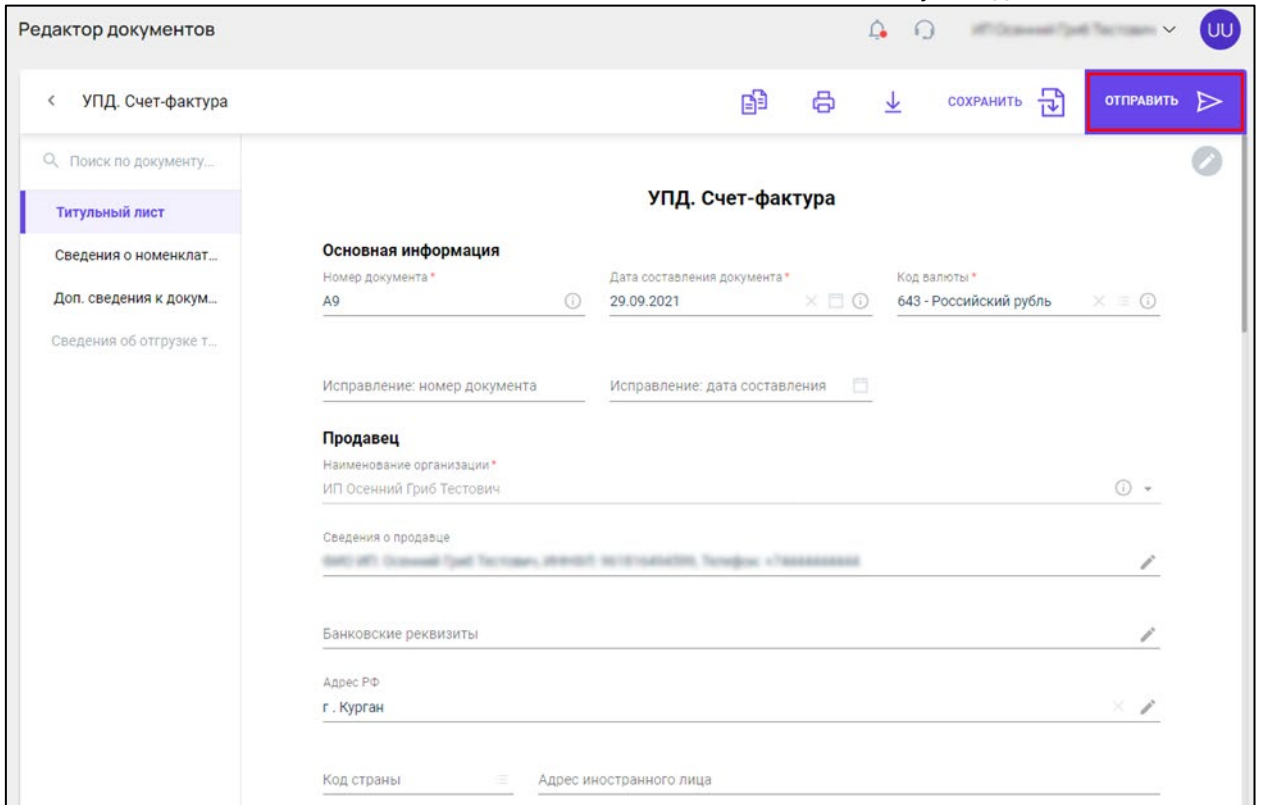 Редактор документов
UU
УПД. Счет-фактура
СОХРАНИТЬ
ОТПРАВИТЬ
Поиск по документу...
Титульный лист
Сведения о номенклат...
Доп. сведения к докум...
Сведения об отгрузке т...
УПД. Счет-фактура
Основная информация
Номер документа * Дата составления документа * Код валюты *
А9 29.09.2021 643 - Российский рубль
Исправление: номер документа Исправление: дата составления
Продавец
Наименование организации *
ИП Осенний Гриб Тестович
Сведения о продавце
Банковские реквизиты
Адрес РФ
г . Курган
Код страны Адрес иностранного лица